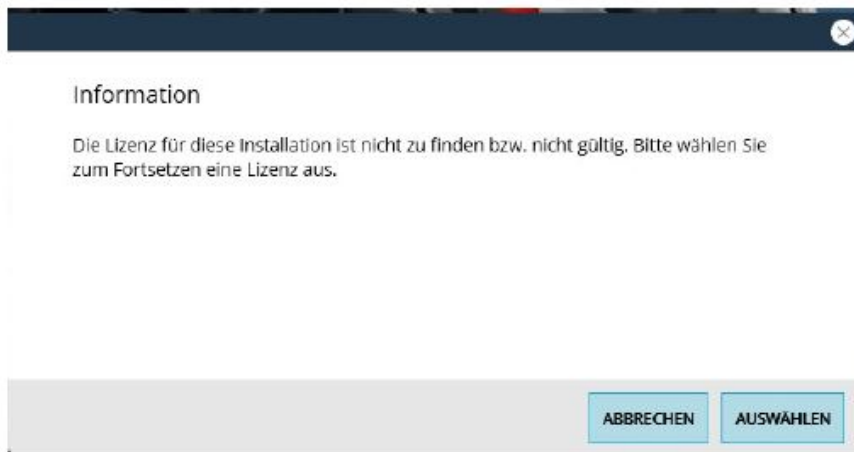 Information
Die Lizenz für diese Installation ist nicht zu finden bzw. nicht gültig. Bitte wählen Sie
zum Fortsetzen eine Lizenz aus.
ABBRECHEN AUSWÄHLEN